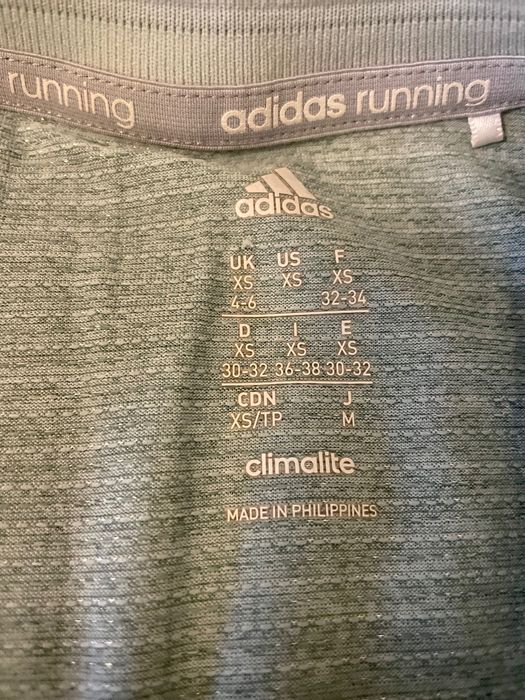 running adidas running
adidas
UK US F
XS XS XS
4-6 32-34
D I E
XS XS XS
30-32 36-38 30-32
CDN J
XS/TP M
climalite
MADE IN PHILIPPINES